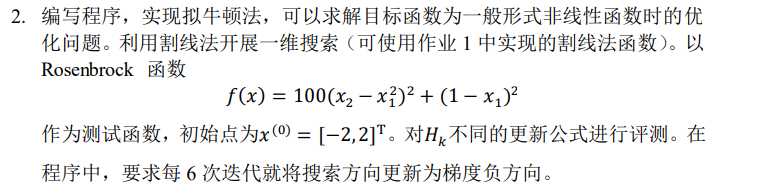 2. 编写程序，实现拟牛顿法，可以求解目标函数为一般形式非线性函数时的优
化问题。利用割线法开展一维搜索（可使用作业 1 中实现的割线法函数）。以
Rosenbrock 函数
f(x) = 100(x₂ − x₁²)² + (1 − x₁)²
作为测试函数，初始点为x⁽⁰⁾ = [−2,2]ᵀ。对Hₖ不同的更新公式进行评测。在
程序中，要求每 6 次迭代就将搜索方向更新为梯度负方向。